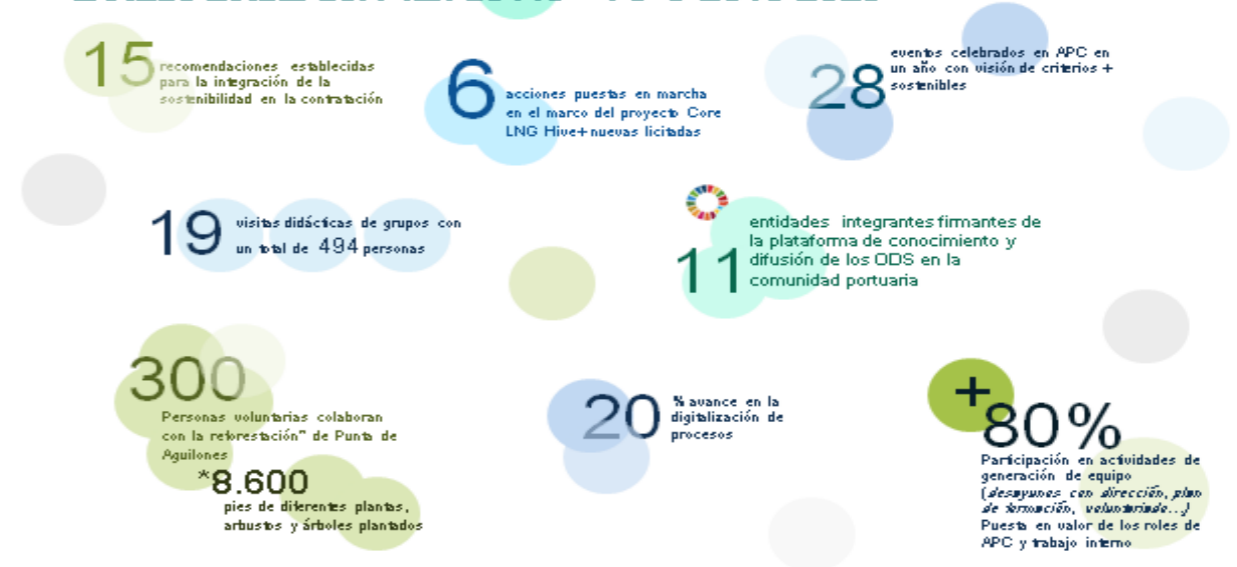 15
recomendaciones establecidas
para la integración de la
sostenibilidad en la contratación
6
acciones puestas en marcha
en el marco del proyecto Core
LNG Hive+ nuevas licitadas
28
eventos celebrados en APC en
un año con visión de criterios +
sostenibles
19
visitas didácticas de grupos con
un total de 494 personas
11
entidades integrantes firmantes de
la plataforma de conocimiento y
difusión de los ODS en la
comunidad portuaria
300
Personas voluntarias colaboran
con la reforestación* de Punta de
Aguilones
*8.600
pies de diferentes plantas,
arbustos y árboles plantados
20
% avance en la
digitalización de
procesos
+
80%
Participación en actividades de
generación de equipo
(desayunos con dirección, plan
de formación, voluntariado...)
Puesta en valor de los roles de
APC y trabajo interno